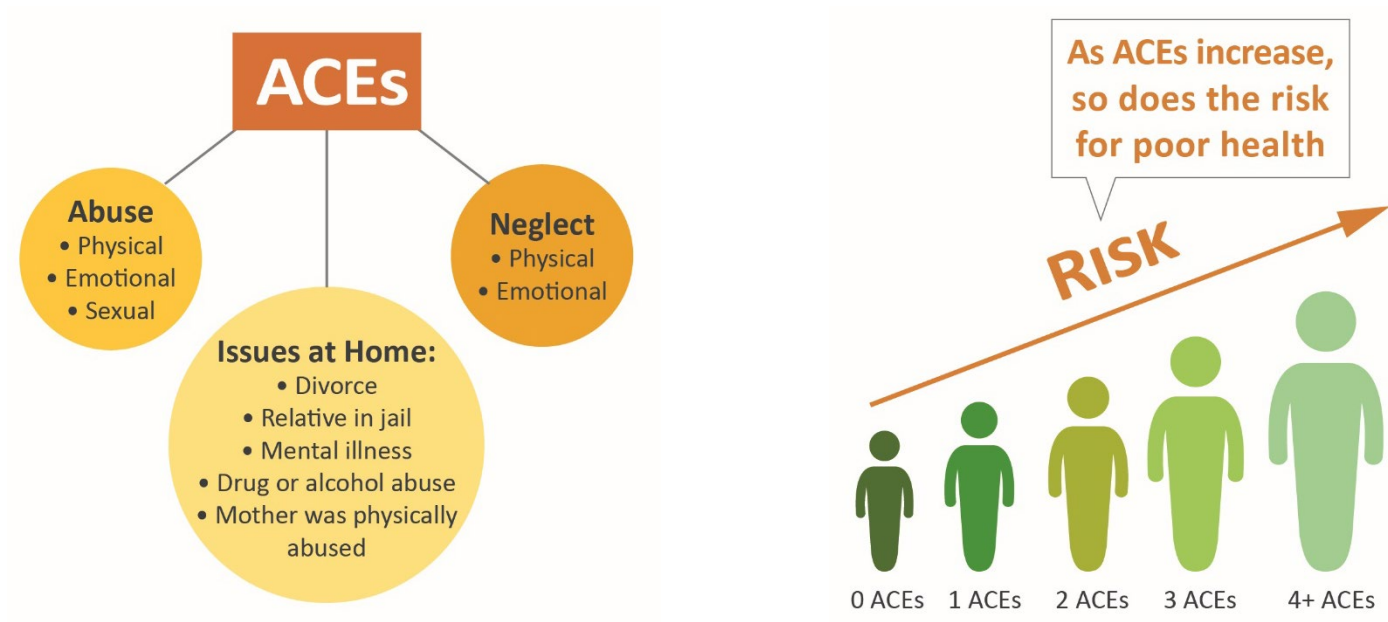 ACEs
Abuse
• Physical
• Emotional
• Sexual
Neglect
• Physical
• Emotional
Issues at Home:
• Divorce
• Relative in jail
• Mental illness
• Drug or alcohol abuse
• Mother was physically
abused
As ACEs increase,
so does the risk
for poor health
RISK
0 ACEs
1 ACEs
2 ACEs
3 ACEs
4+ ACEs